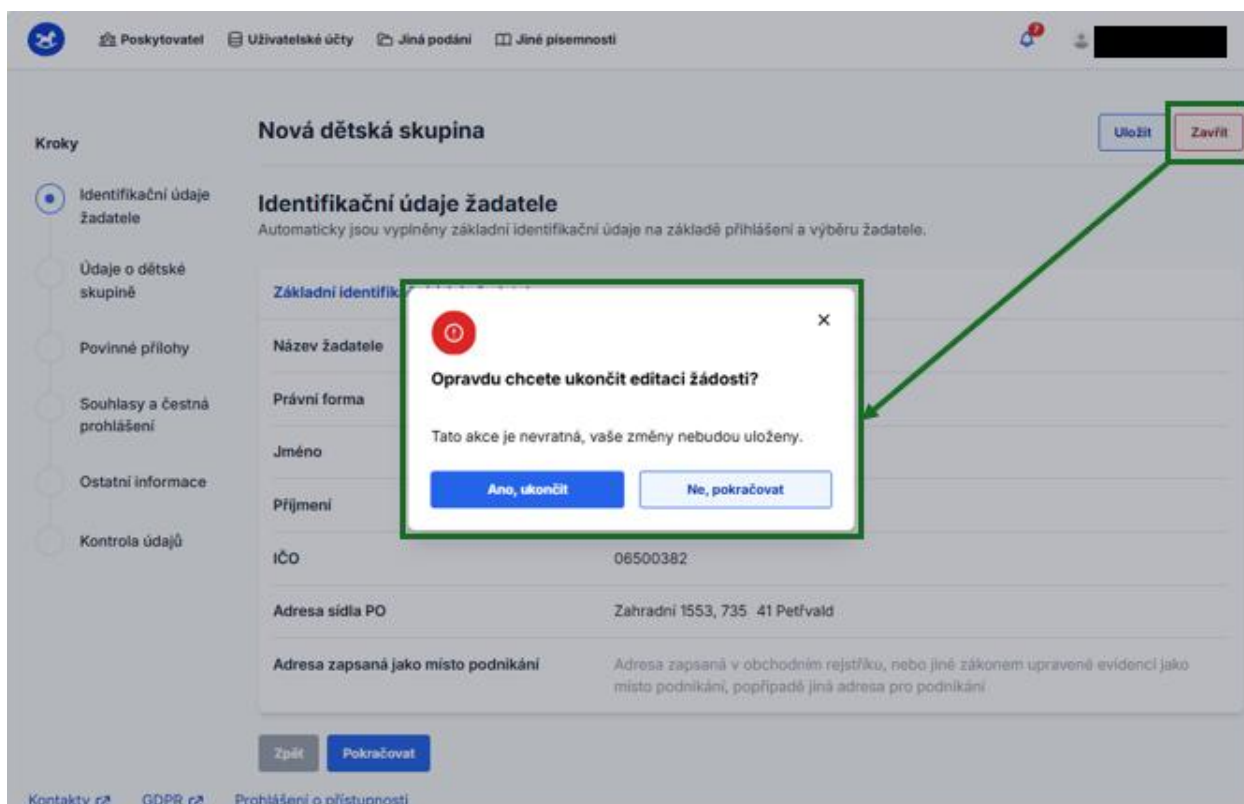 Poskytovatel Uživatelské účty Jiná podání Jiné písemnosti
Kroky
Identifikační údaje
žadatele
Údaje o dětské
skupině
Povinné přílohy
Souhlasy a čestná
prohlášení
Ostatní informace
Kontrola údajů
Nová dětská skupina
Uložit Zavřít
Identifikační údaje žadatele
Automaticky jsou vyplněny základní identifikační údaje na základě přihlášení a výběru žadatele.
Základní
Název žadatele
Právní forma
Jméno
Příjmení
IČO 06500382
Adresa sídla PO Zahradní 1553, 735 41 Petřvald
Adresa zapsaná jako místo podnikání Adresa zapsaná v obchodním rejstříku, nebo jiné zákonem upravené evidenci jako
místo podnikání, popřípadě jiná adresa pro podnikání
Opravdu chcete ukončit editaci žádosti?
Tato akce je nevratná, vaše změny nebudou uloženy.
Ano, ukončit Ne, pokračovat
Zpět Pokračovat
Kontakty GDPR Prohlášení o přístupnosti